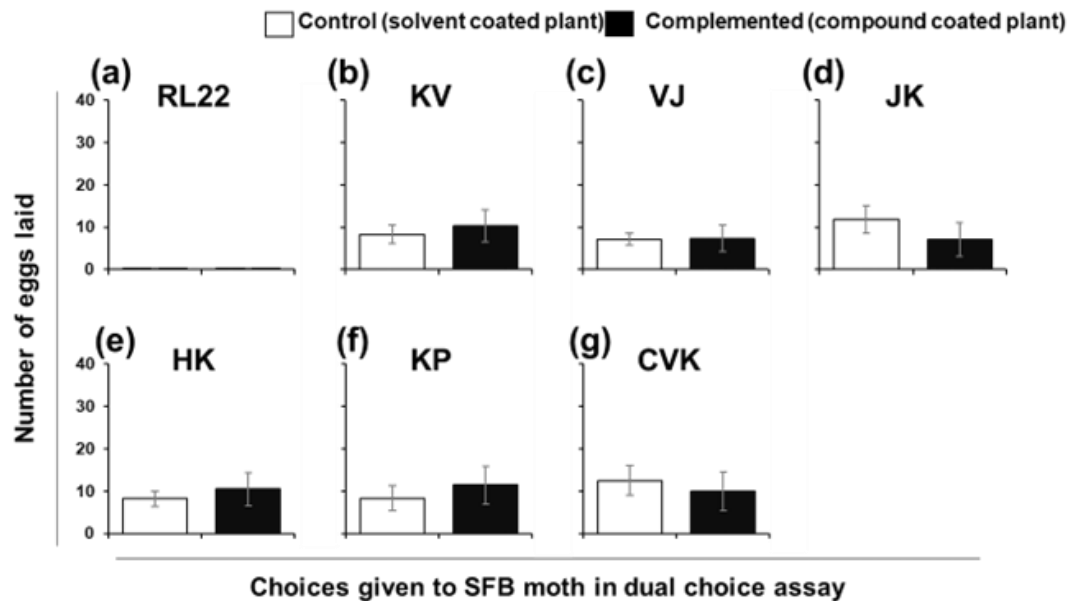 Control (solvent coated plant) Complemented (compound coated plant)
(a) RL22
(b) KV
(c) VJ
(d) JK
40
30
20
10
0
(e) HK
(f) KP
(g) CVK
40
30
20
10
0
Number of eggs laid
Choices given to SFB moth in dual choice assay